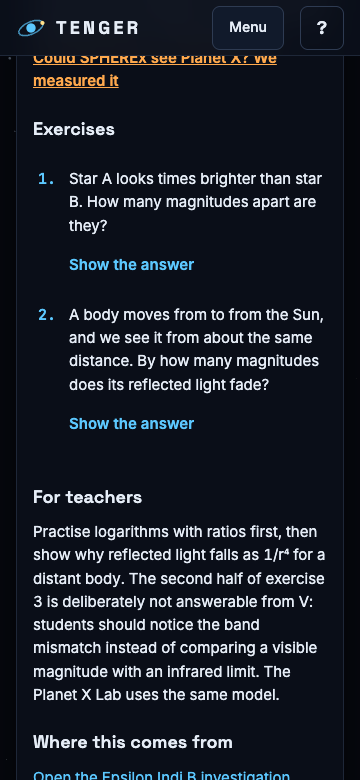 TENGER
Menu
?
Could SPHEREx see Planet X? We
measured it
Exercises
1. Star A looks times brighter than star
B. How many magnitudes apart are
they?
Show the answer
2. A body moves from to from the Sun,
and we see it from about the same
distance. By how many magnitudes
does its reflected light fade?
Show the answer
For teachers
Practise logarithms with ratios first, then
show why reflected light falls as 1/r⁴ for a
distant body. The second half of exercise
3 is deliberately not answerable from V:
students should notice the band
mismatch instead of comparing a visible
magnitude with an infrared limit. The
Planet X Lab uses the same model.
Where this comes from
Open the Epsilon Indi B investigation